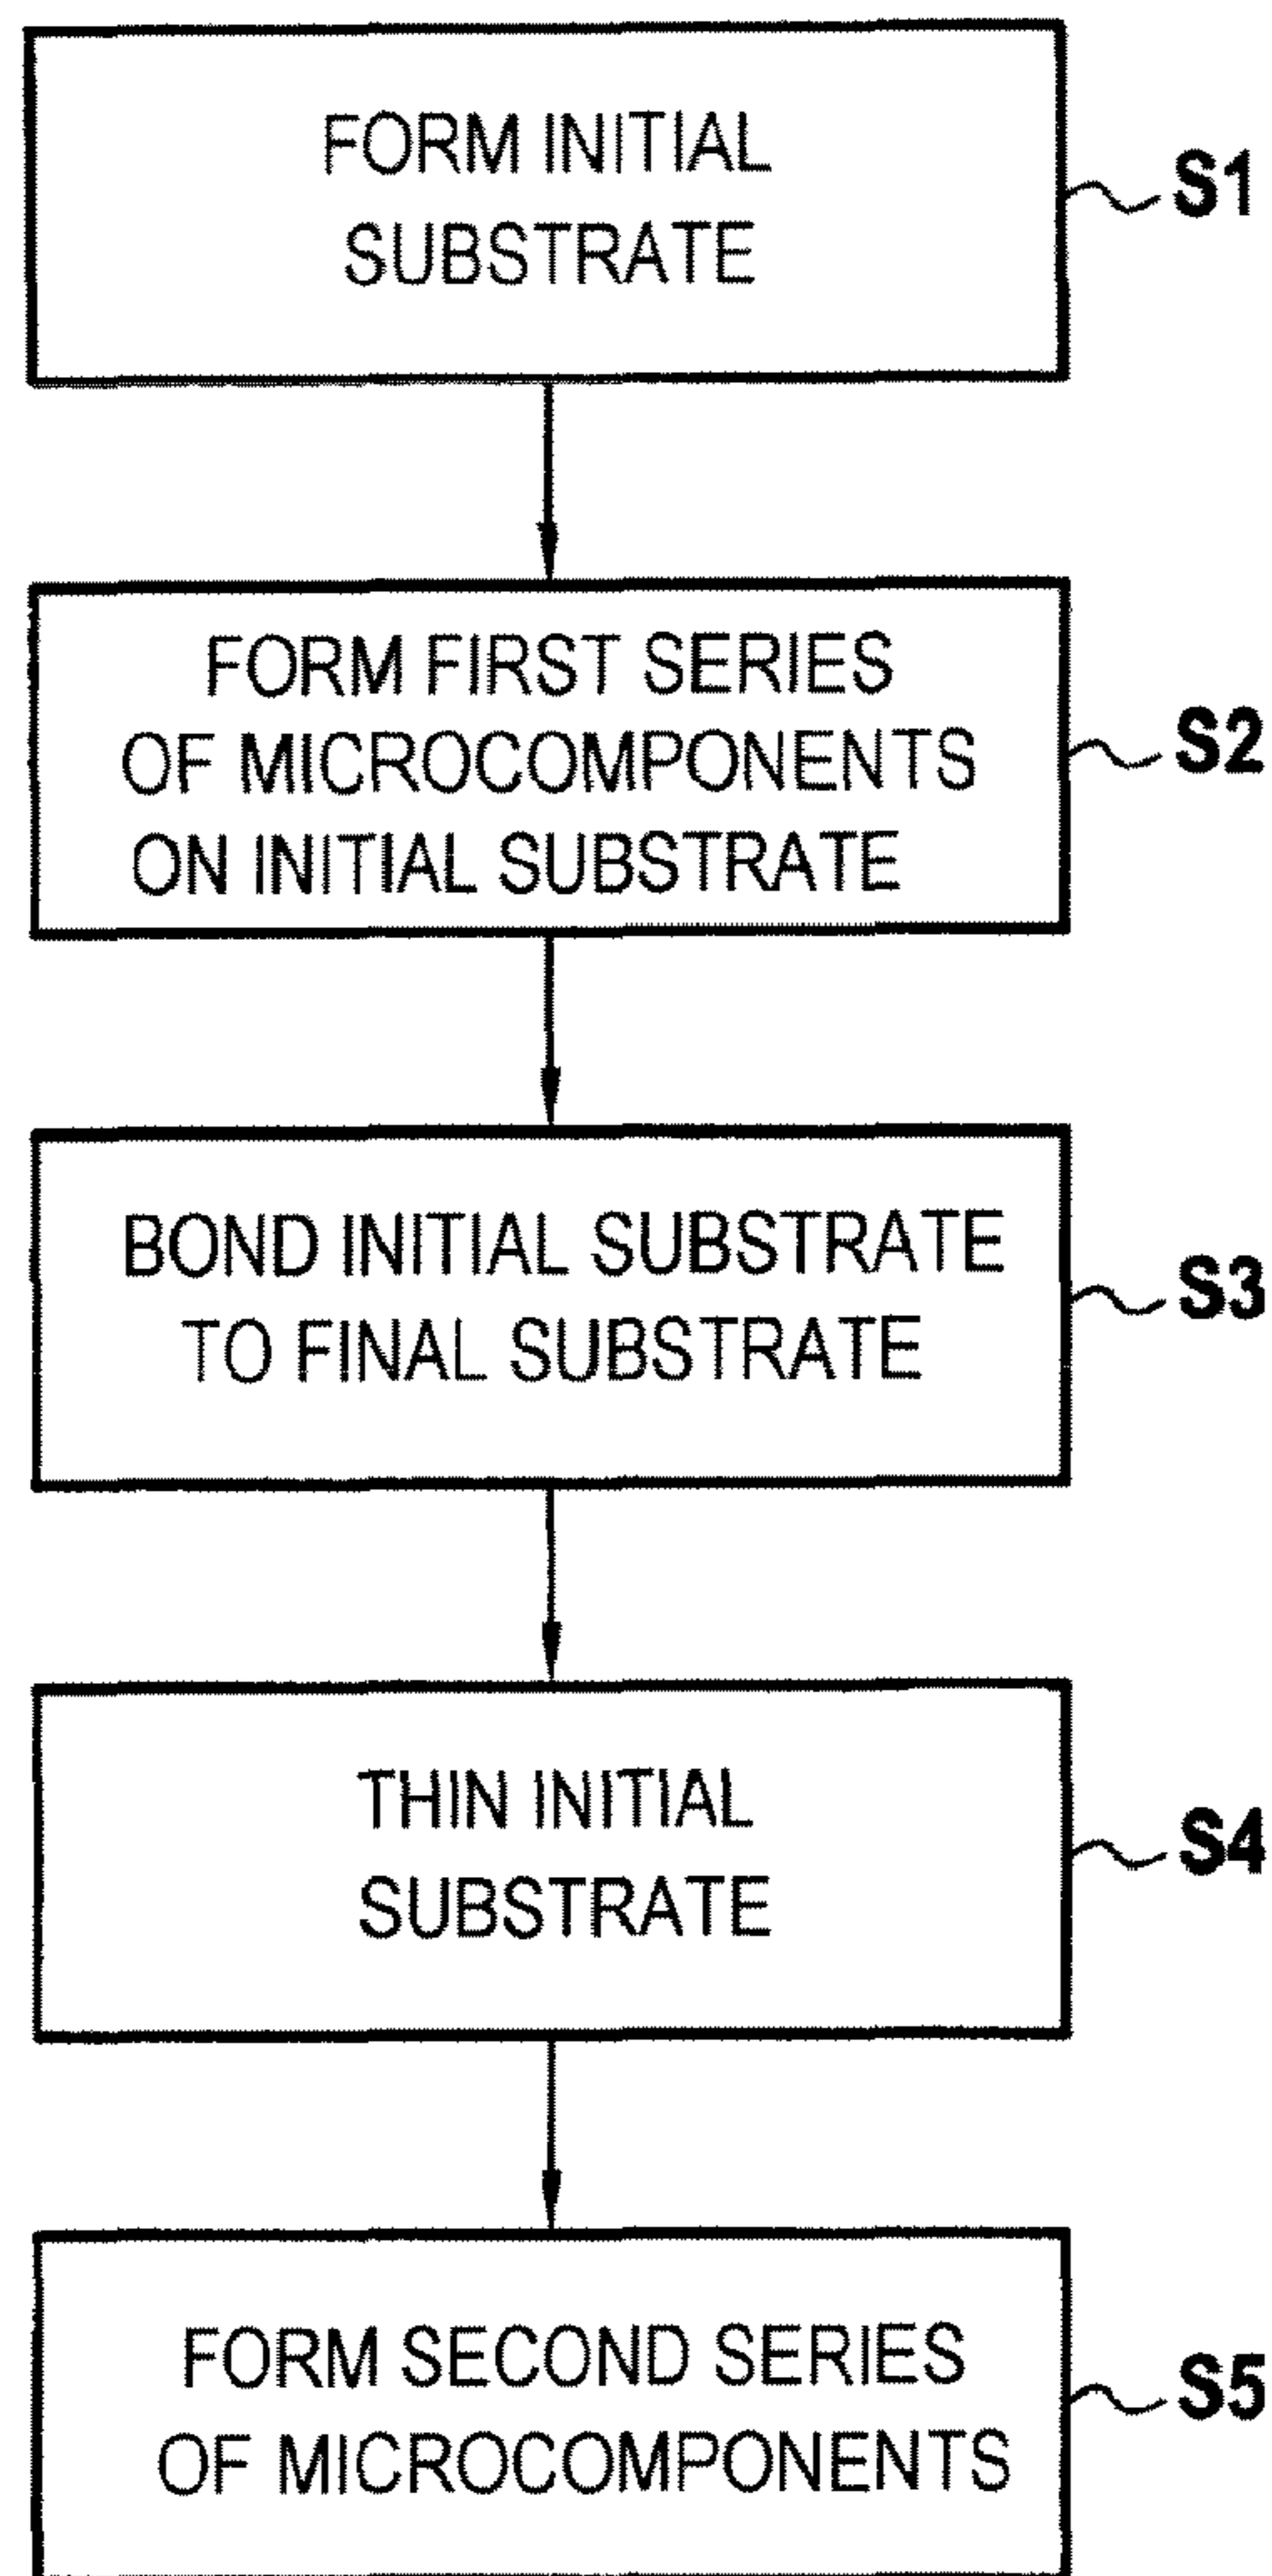 FORM INITIAL
SUBSTRATE
S1
FORM FIRST SERIES
OF MICROCOMPONENTS
ON INITIAL SUBSTRATE
S2
BOND INITIAL SUBSTRATE
TO FINAL SUBSTRATE
S3
THIN INITIAL
SUBSTRATE
S4
FORM SECOND SERIES
OF MICROCOMPONENTS
S5